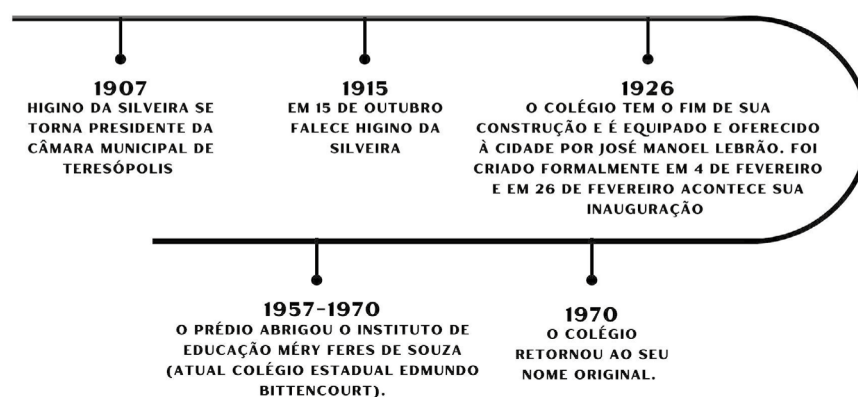 1907
HIGINO DA SILVEIRA SE
TORNA PRESIDENTE DA
CÂMARA MUNICIPAL DE
TERESÓPOLIS
1915
EM 15 DE OUTUBRO
FALECE HIGINO DA
SILVEIRA
1926
O COLÉGIO TEM O FIM DE SUA
CONSTRUÇÃO E É EQUIPADO E OFERECIDO
À CIDADE POR JOSÉ MANOEL LEBRÃO. FOI
CRIADO FORMALMENTE EM 4 DE FEVEREIRO
E EM 26 DE FEVEREIRO ACONTECE SUA
INAUGURAÇÃO
1957-1970
O PRÉDIO ABRIGOU O INSTITUTO DE
EDUCAÇÃO MÉRY FERES DE SOUZA
(ATUAL COLÉGIO ESTADUAL EDMUNDO
BITTENCOURT).
1970
O COLÉGIO
RETORNOU AO SEU
NOME ORIGINAL.